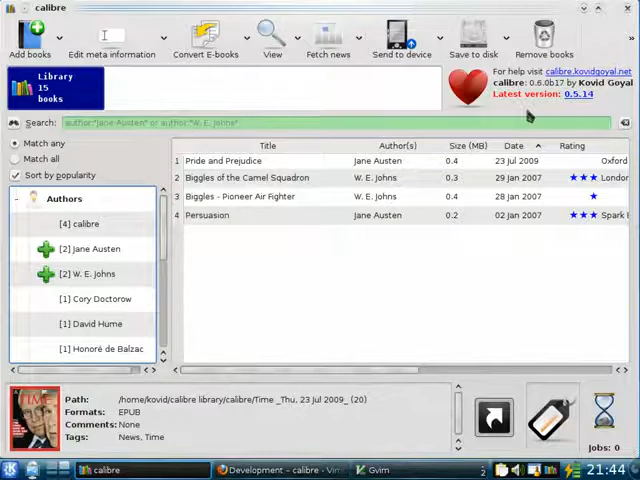 calibre
Add books
Edit meta information
Convert E-books
View
Fetch news
Send to device
Save to disk
Remove books
»
Library
15
books
For help visit calibre.kovidgoyal.net
calibre: 0.6.0b17 by Kovid Goyal
Latest version: 0.5.14
Search: author:"Jane Austen" or author:"W. E. Johns"
Match any
Match all
Sort by popularity
Authors
[4] calibre
[2] Jane Austen
[2] W. E. Johns
[1] Cory Doctorow
[1] David Hume
[1] Honoré de Balzac
Title Author(s) Size (MB) Date Rating
1 Pride and Prejudice Jane Austen 0.4 23 Jul 2009 Oxford
2 Biggles of the Camel Squadron W. E. Johns 0.3 29 Jan 2007 ★★★ London
3 Biggles - Pioneer Air Fighter W. E. Johns 0.4 28 Jan 2007 ★
4 Persuasion Jane Austen 0.2 02 Jan 2007 ★★★ Spark
TIME
Path: /home/kovid/calibre library/calibre/Time _Thu, 23 Jul 2009_ (20)
Formats: EPUB
Comments: None
Tags: News, Time
Jobs: 0
calibre
Development – calibre - Vim
Gvim
2
21:44